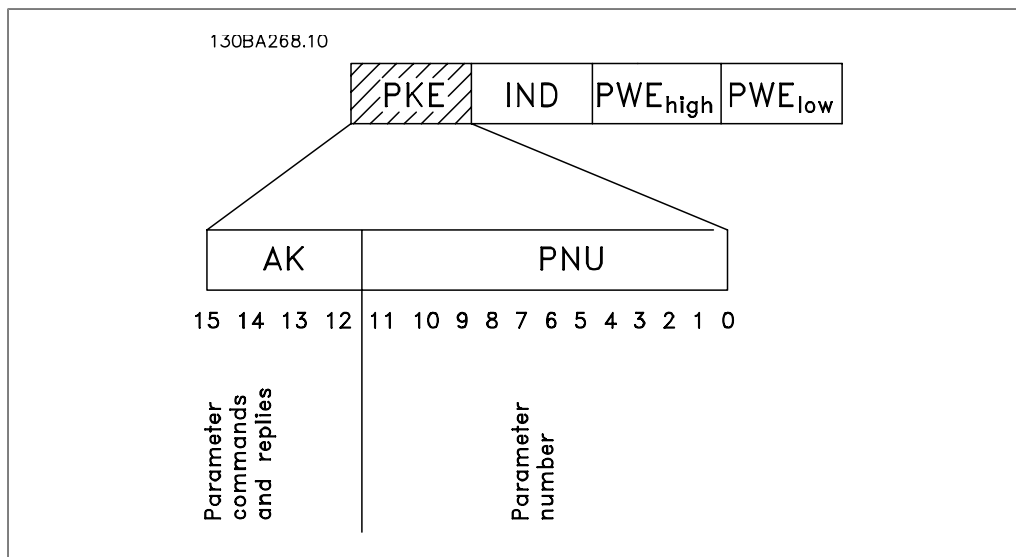 130BA268.10
PKE IND PWEhigh PWElow
AK PNU
15 14 13 12 11 10 9 8 7 6 5 4 3 2 1 0
Parameter
commands
and replies
Parameter
number